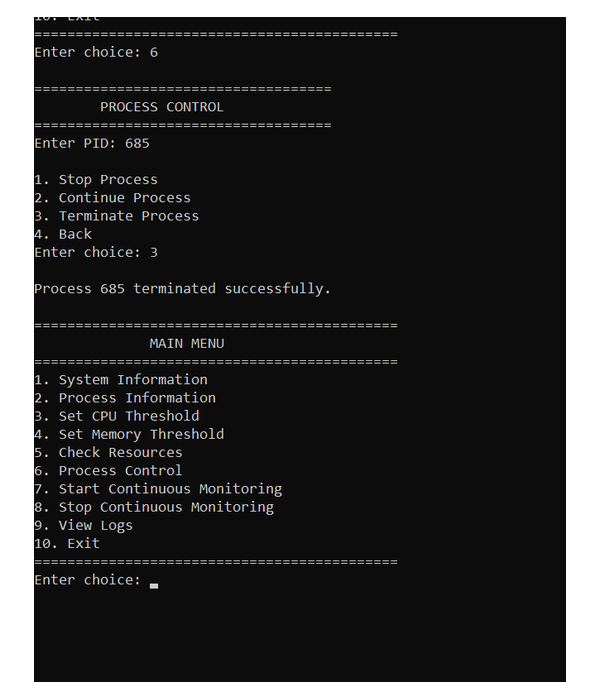 10. Exit
============================================
Enter choice: 6
====================================
PROCESS CONTROL
====================================
Enter PID: 685
1. Stop Process
2. Continue Process
3. Terminate Process
4. Back
Enter choice: 3
Process 685 terminated successfully.
============================================
MAIN MENU
============================================
1. System Information
2. Process Information
3. Set CPU Threshold
4. Set Memory Threshold
5. Check Resources
6. Process Control
7. Start Continuous Monitoring
8. Stop Continuous Monitoring
9. View Logs
10. Exit
============================================
Enter choice: